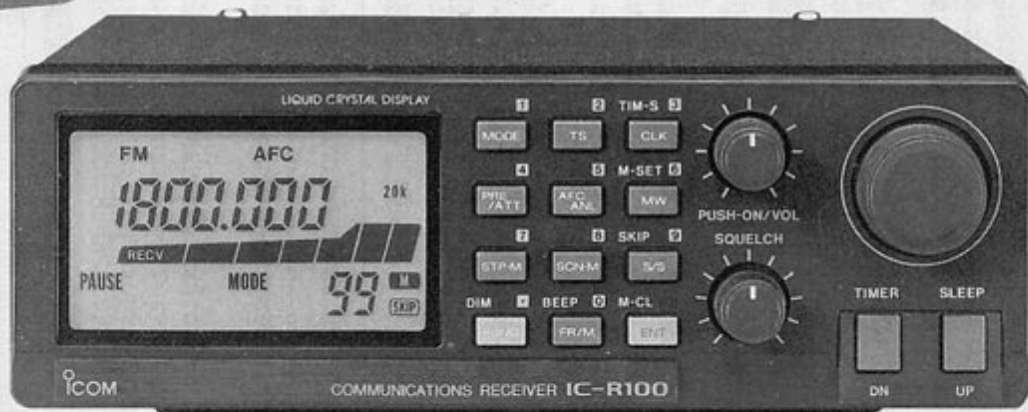 LIQUID CRYSTAL DISPLAY
FM AFC
1800.000 20k
RECV
PAUSE MODE 99 M
SKIP
1 2 TIM-S 3
MODE TS CLK
4 5 M-SET 6
PRE/ATT AFC ANL MW
7 8 SKIP 9
STP-M SCN-M S/S
DIM BEEP 0 M-CL
FR/M ENT
PUSH-ON/VOL
SQUELCH
TIMER SLEEP
DN UP
ICOM COMMUNICATIONS RECEIVER IC-R100